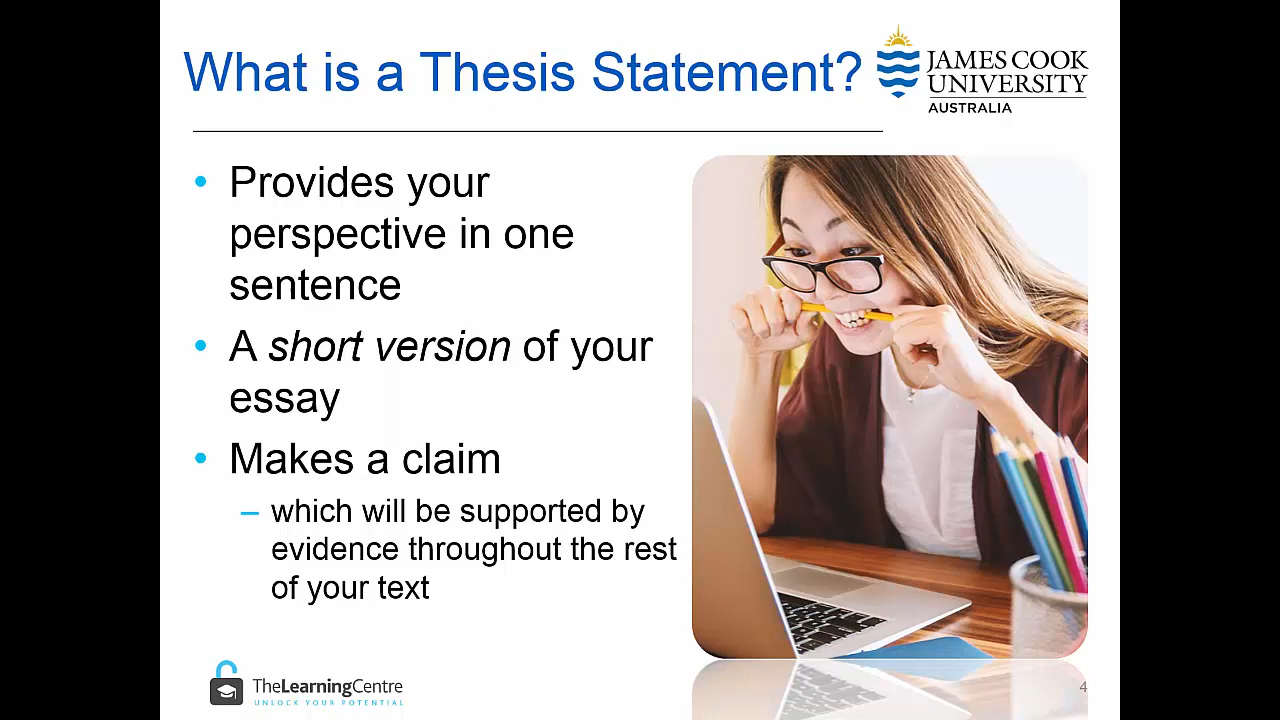 What is a Thesis Statement?
JAMES COOK
UNIVERSITY
AUSTRALIA
• Provides your
perspective in one
sentence
• A short version of your
essay
• Makes a claim
– which will be supported by
evidence throughout the rest
of your text
TheLearningCentre
UNLOCK YOUR POTENTIAL
4